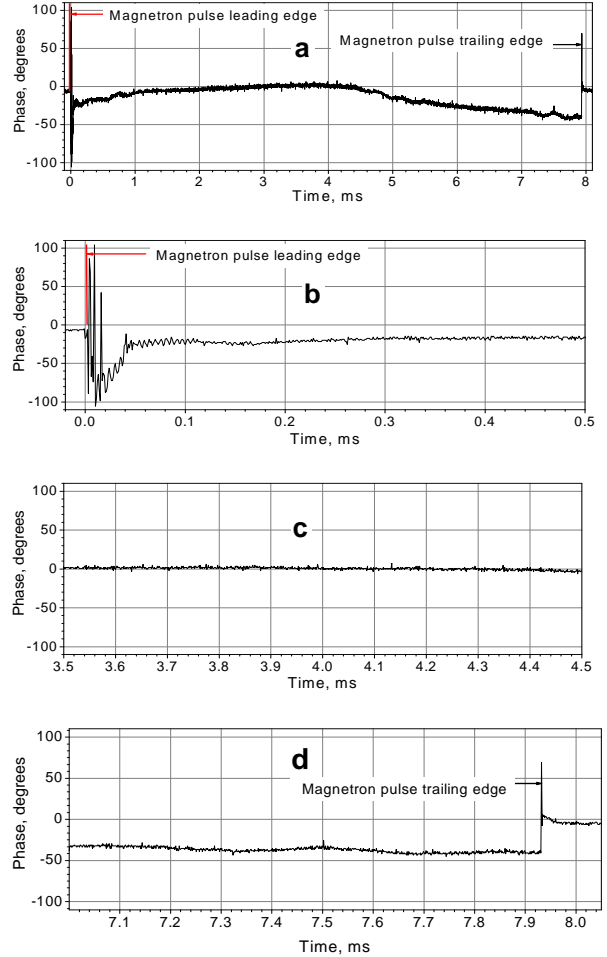 Magnetron pulse leading edge
a
Magnetron pulse trailing edge
Phase, degrees
100
50
0
-50
-100
0 1 2 3 4 5 6 7 8
Time, ms
Magnetron pulse leading edge
b
Phase, degrees
100
50
0
-50
-100
0.0 0.1 0.2 0.3 0.4 0.5
Time, ms
c
Phase, degrees
100
50
0
-50
-100
3.5 3.6 3.7 3.8 3.9 4.0 4.1 4.2 4.3 4.4 4.5
Time, ms
d
Magnetron pulse trailing edge
Phase, degrees
100
50
0
-50
-100
7.1 7.2 7.3 7.4 7.5 7.6 7.7 7.8 7.9 8.0
Time, ms